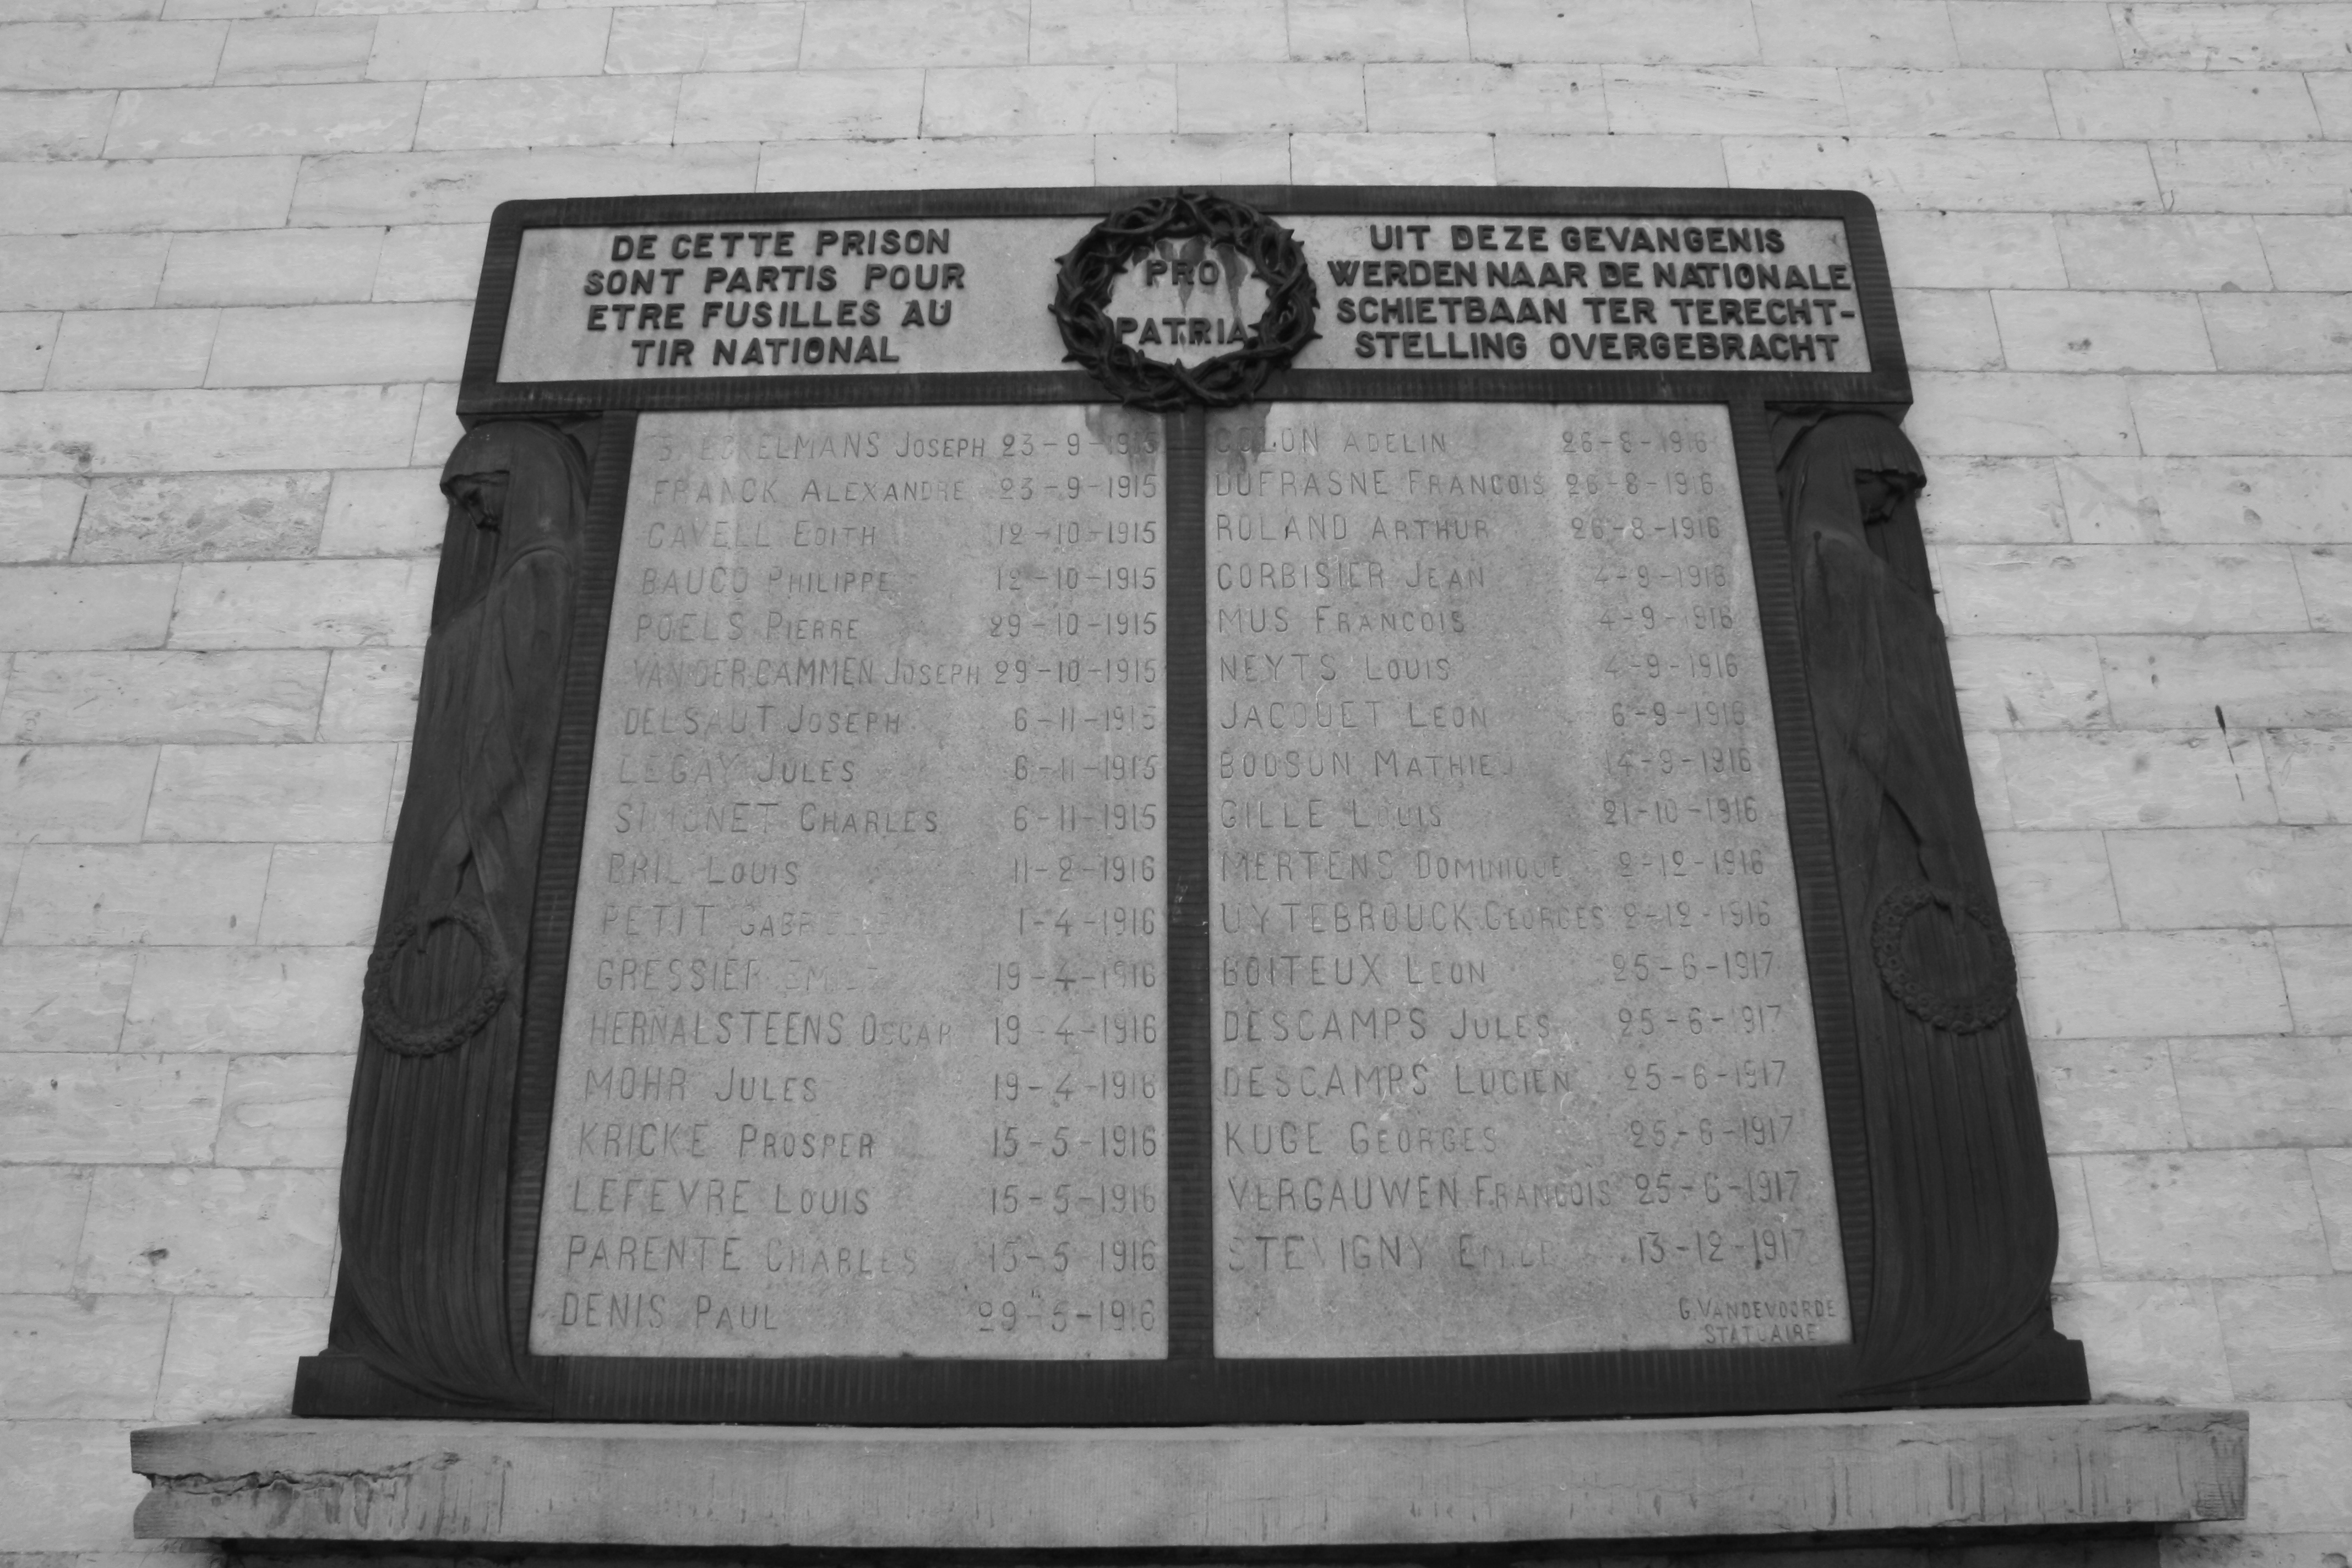 DE CETTE PRISON
SONT PARTIS POUR
ETRE FUSILLES AU
TIR NATIONAL
PRO
PATRIA
UIT DEZE GEVANGENIS
WERDEN NAAR DE NATIONALE
SCHIETBAAN TER TERECHT-
STELLING OVERGEBRACHT
JOSEPH 23-9-1915
FRANCK ALEXANDRE 23-9-1915
CAVELL EDITH 12-10-1915
BAUCQ PHILIPPE 12-10-1915
POELS PIERRE 29-10-1915
VAN DER CAMMEN JOSEPH 29-10-1915
DELSAUT JOSEPH 6-11-1915
LEGAY JULES 6-11-1915
SIMONET CHARLES 6-11-1915
BRIL LOUIS 11-2-1916
PETIT GABRIELLE 1-4-1916
GRESSIER EMILE 19-4-1916
HERNALSTEENS OSCAR 19-4-1916
MOHR JULES 19-4-1916
KRICKE PROSPER 15-5-1916
LEFEVRE LOUIS 15-5-1916
PARENTE CHARLES 15-5-1916
DENIS PAUL 29-5-1916
COLON ADELIN 26-8-1916
DUFRASNE FRANCOIS 26-8-1916
ROLAND ARTHUR 26-8-1916
CORBISIER JEAN 4-9-1916
MUS FRANCOIS 4-9-1916
NEYTS LOUIS 4-9-1916
JACQUET LEON 6-9-1916
BODSON MATHIEU 14-9-1916
GILLE LOUIS 21-10-1916
MERTENS DOMINIQUE 2-12-1916
UYTEBROUCK GEORGES 2-12-1916
BOITEUX LEON 25-6-1917
DESCAMPS JULES 25-6-1917
DESCAMPS LUCIEN 25-6-1917
KUGE GEORGES 25-6-1917
VERGAUWEN FRANCOIS 25-6-1917
STEVIGNY EMILE 13-12-1917
G. VANDEVOORDE
STATUAIRE